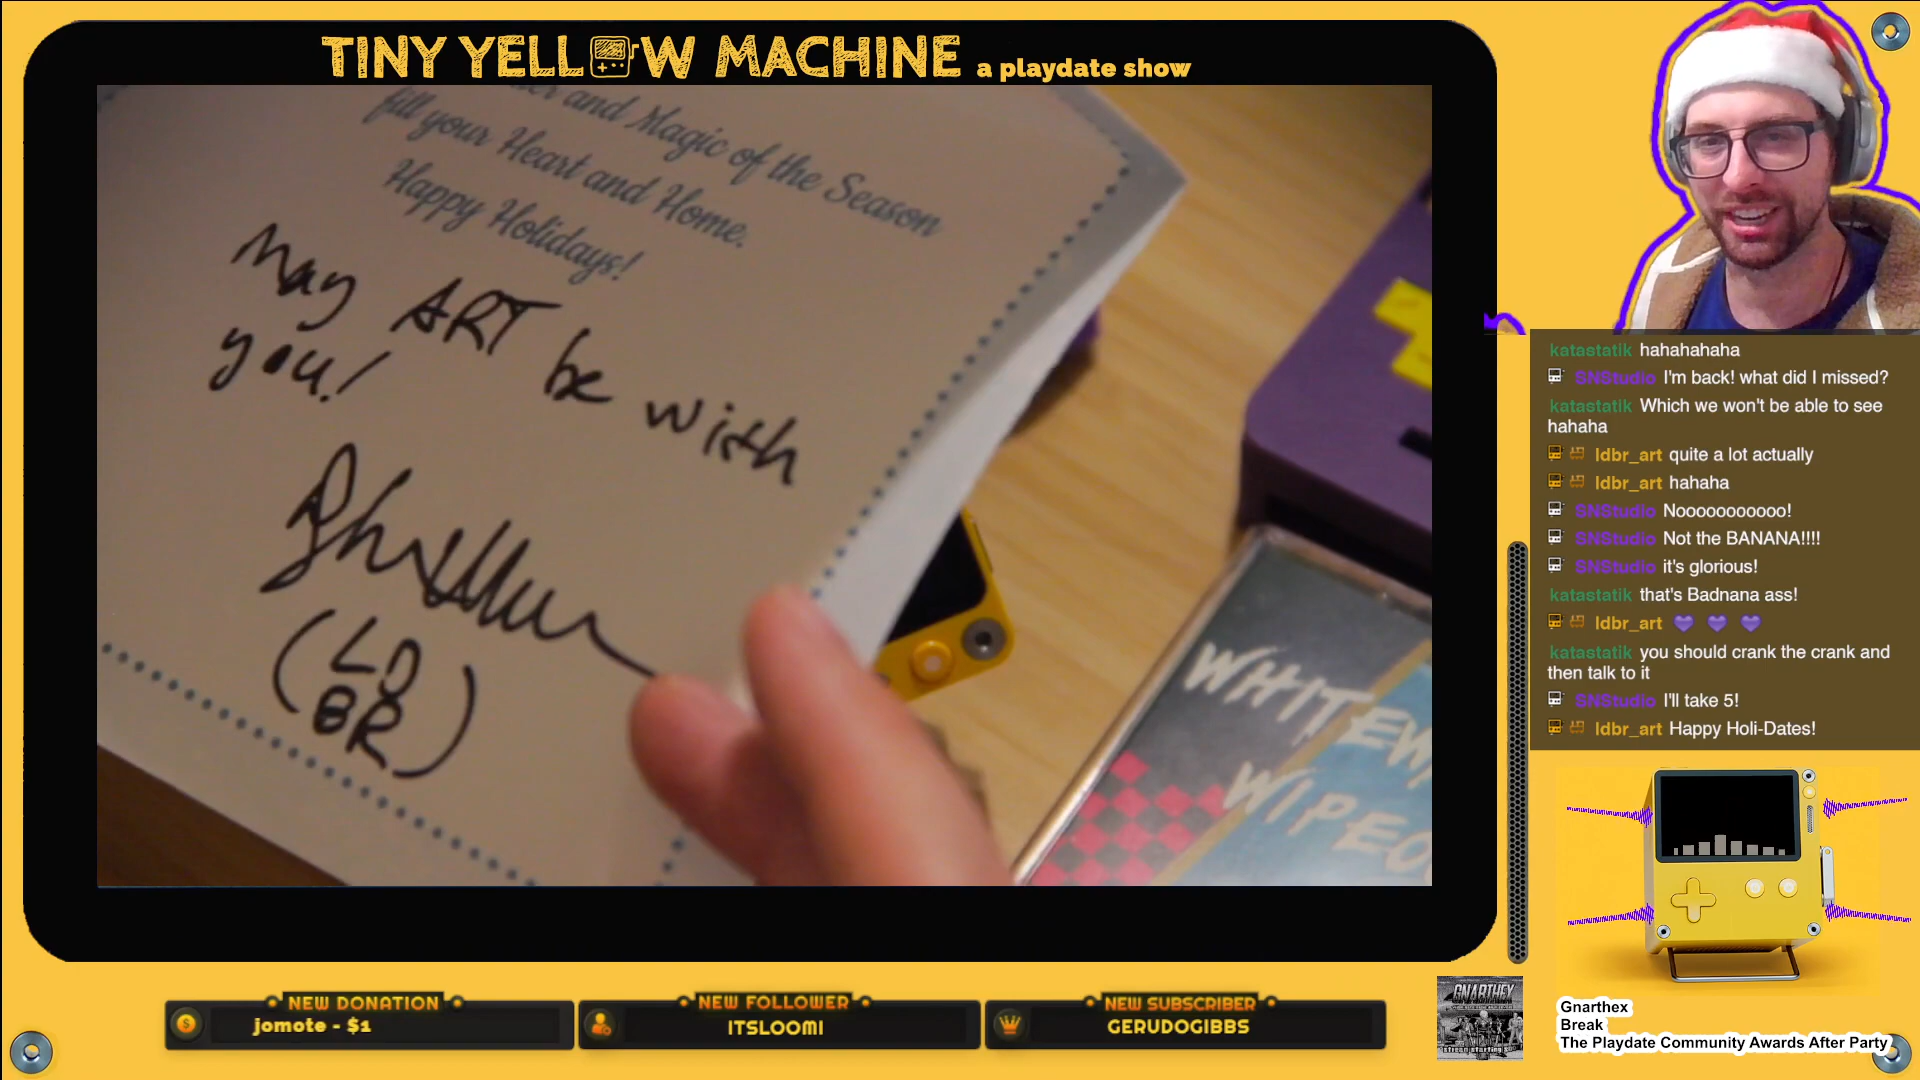 TINY YELLOW MACHINE a playdate show
and Magic of the Season
fill your Heart and Home.
Happy Holidays!
May ART be with
you!
(LD
BR)
WHITEW
WIPEO
katastatik hahahahaha
SNStudio I'm back! what did I missed?
katastatik Which we won't be able to see
hahaha
ldbr_art quite a lot actually
ldbr_art hahaha
SNStudio Nooooooooooo!
SNStudio Not the BANANA!!!!
SNStudio it's glorious!
katastatik that's Badnana ass!
ldbr_art 💜 💜 💜
katastatik you should crank the crank and
then talk to it
SNStudio I'll take 5!
ldbr_art Happy Holi-Dates!
NEW DONATION
jomote - $1
NEW FOLLOWER
ITSLOOMI
NEW SUBSCRIBER
GERUDOGIBBS
GNARTHEX
Gnarthex
Break
The Playdate Community Awards After Party